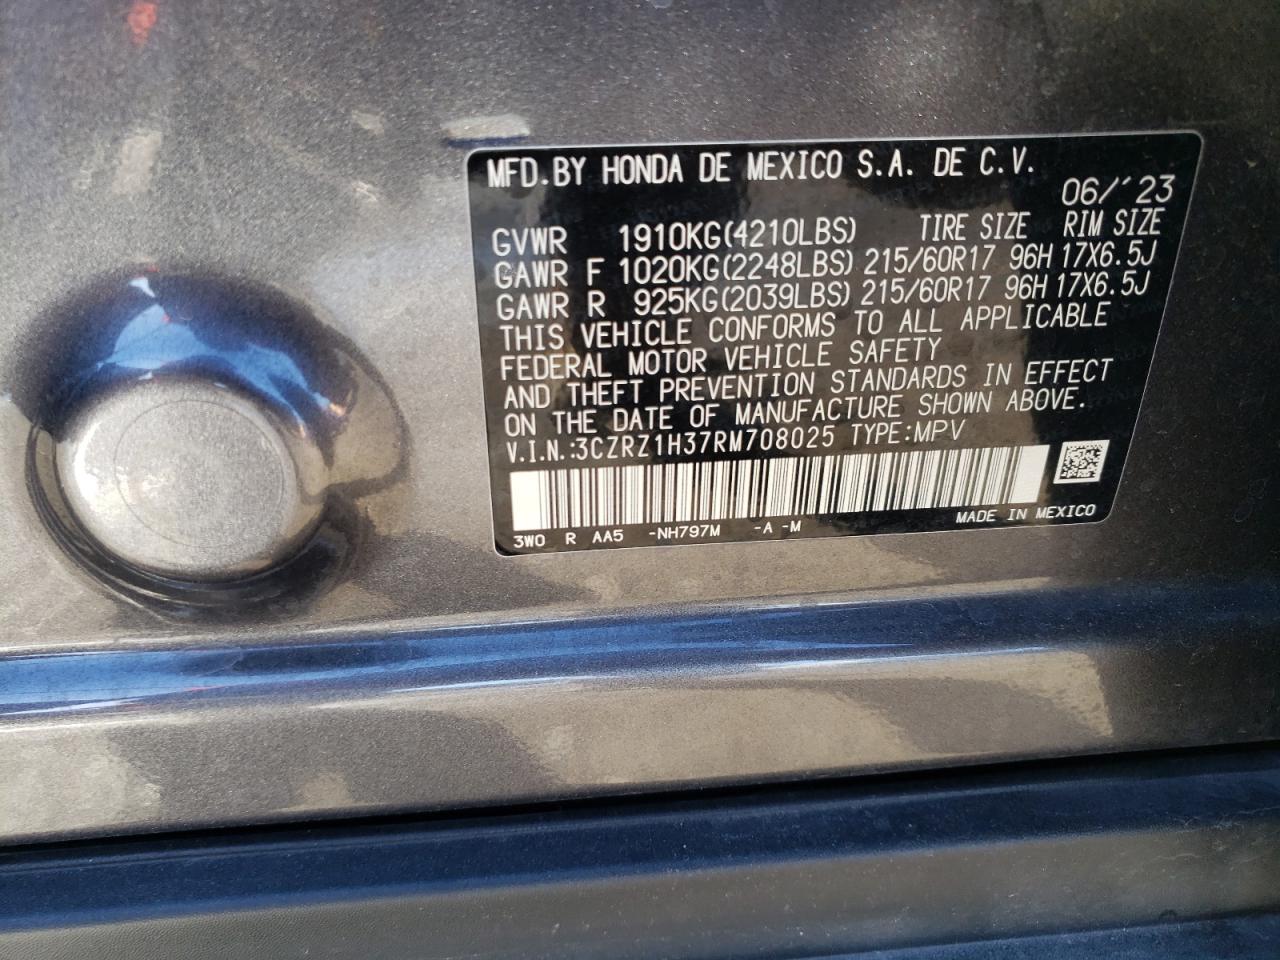 MFD.BY HONDA DE MEXICO S.A. DE C.V.
06/'23
GVWR 1910KG(4210LBS) TIRE SIZE RIM SIZE
GAWR F 1020KG(2248LBS) 215/60R17 96H 17X6.5J
GAWR R 925KG(2039LBS) 215/60R17 96H 17X6.5J
THIS VEHICLE CONFORMS TO ALL APPLICABLE
FEDERAL MOTOR VEHICLE SAFETY
AND THEFT PREVENTION STANDARDS IN EFFECT
ON THE DATE OF MANUFACTURE SHOWN ABOVE.
V.I.N.:3CZRZ1H37RM708025 TYPE:MPV
3W0 R AA5 -NH797M -A -M MADE IN MEXICO